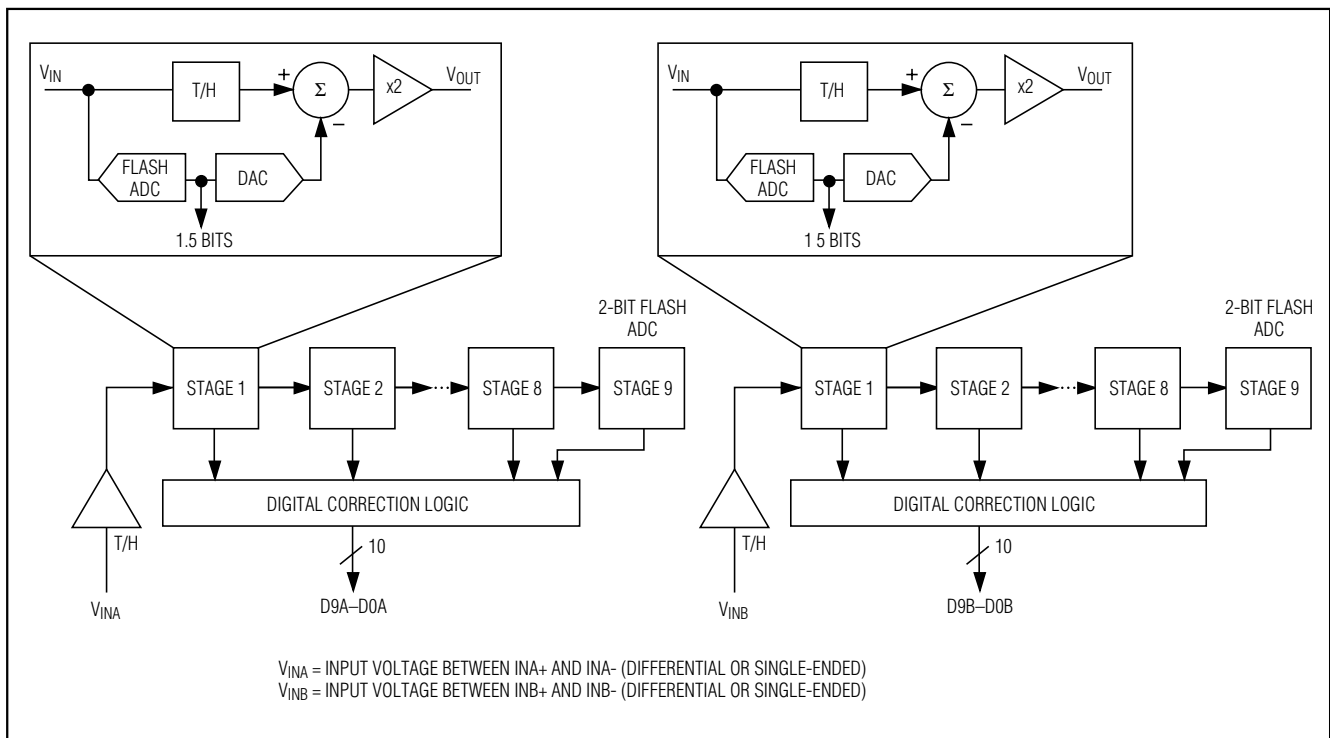 VIN
T/H
+
Σ
−
x2
VOUT
FLASH
ADC
DAC
1.5 BITS
VIN
T/H
+
Σ
−
x2
VOUT
FLASH
ADC
DAC
1 5 BITS
2-BIT FLASH
ADC
STAGE 1
STAGE 2
...
STAGE 8
STAGE 9
DIGITAL CORRECTION LOGIC
T/H
10
VINA
D9A–D0A
2-BIT FLASH
ADC
STAGE 1
STAGE 2
...
STAGE 8
STAGE 9
DIGITAL CORRECTION LOGIC
T/H
10
VINB
D9B–D0B
VINA = INPUT VOLTAGE BETWEEN INA+ AND INA- (DIFFERENTIAL OR SINGLE-ENDED)
VINB = INPUT VOLTAGE BETWEEN INB+ AND INB- (DIFFERENTIAL OR SINGLE-ENDED)